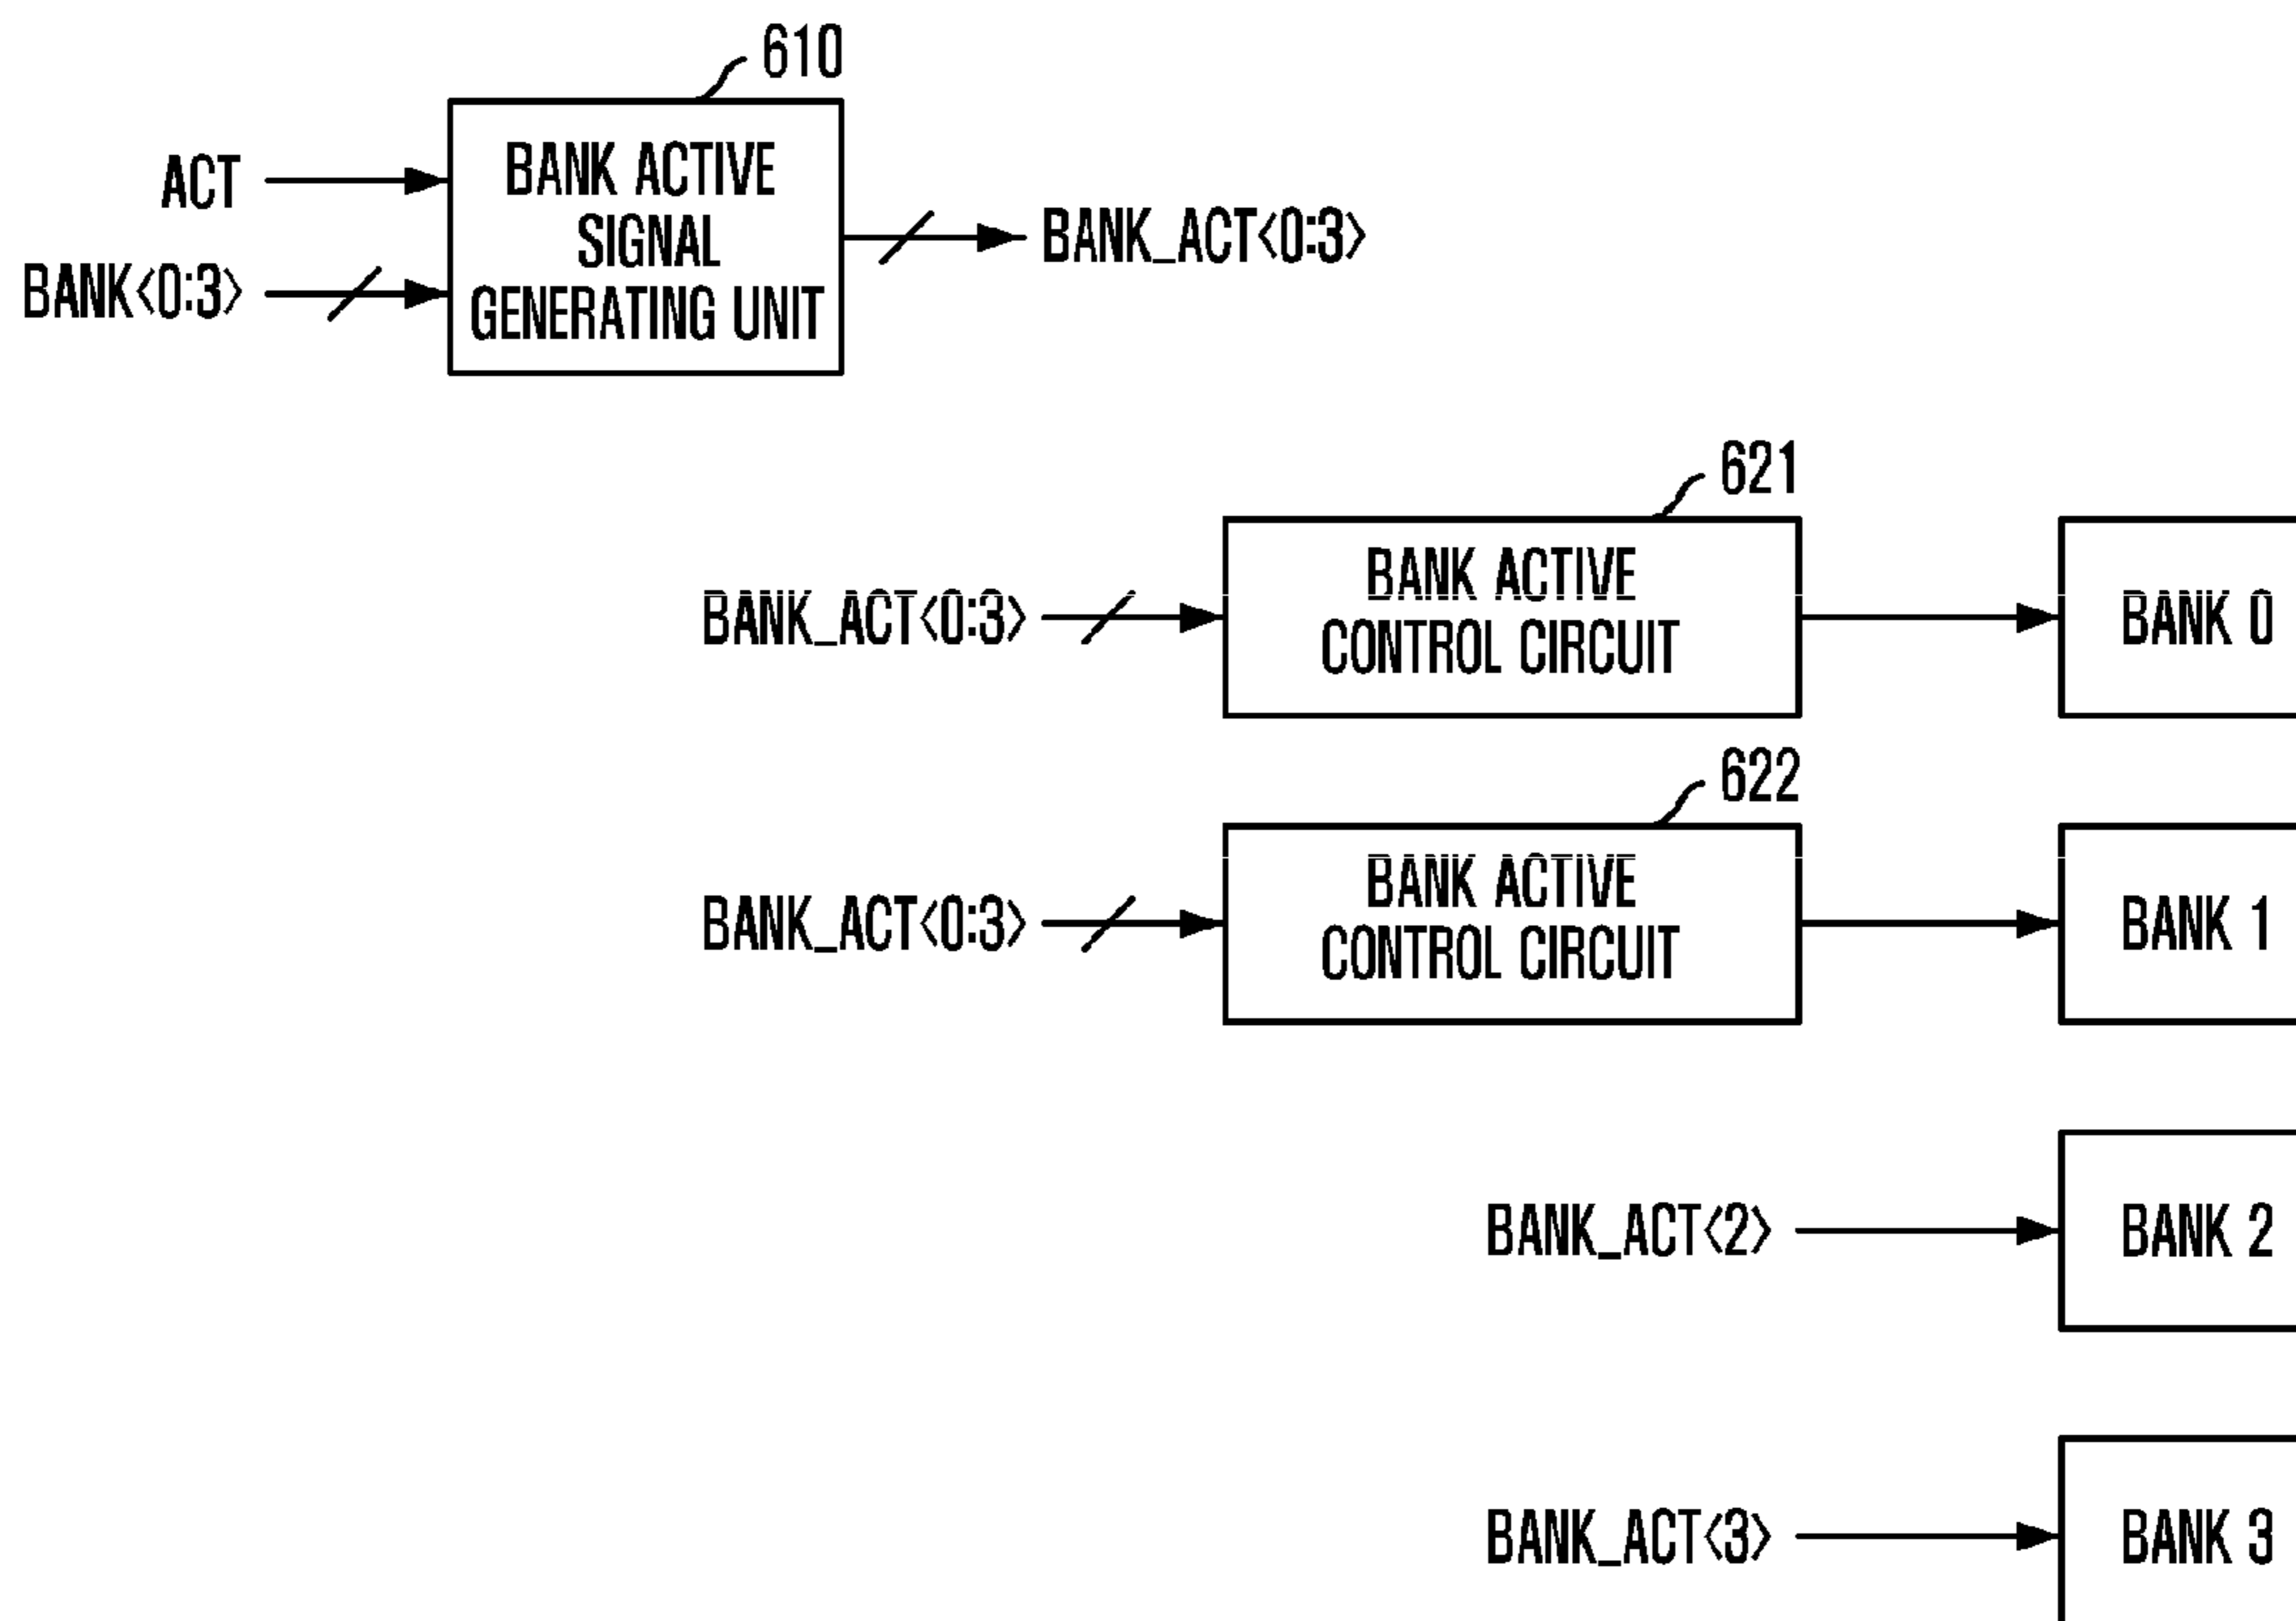 610
ACT
BANK<0:3>
BANK ACTIVE
SIGNAL
GENERATING UNIT
BANK_ACT<0:3>
621
BANK_ACT<0:3>
BANK ACTIVE
CONTROL CIRCUIT
BANK 0
622
BANK_ACT<0:3>
BANK ACTIVE
CONTROL CIRCUIT
BANK 1
BANK_ACT<2>
BANK 2
BANK_ACT<3>
BANK 3